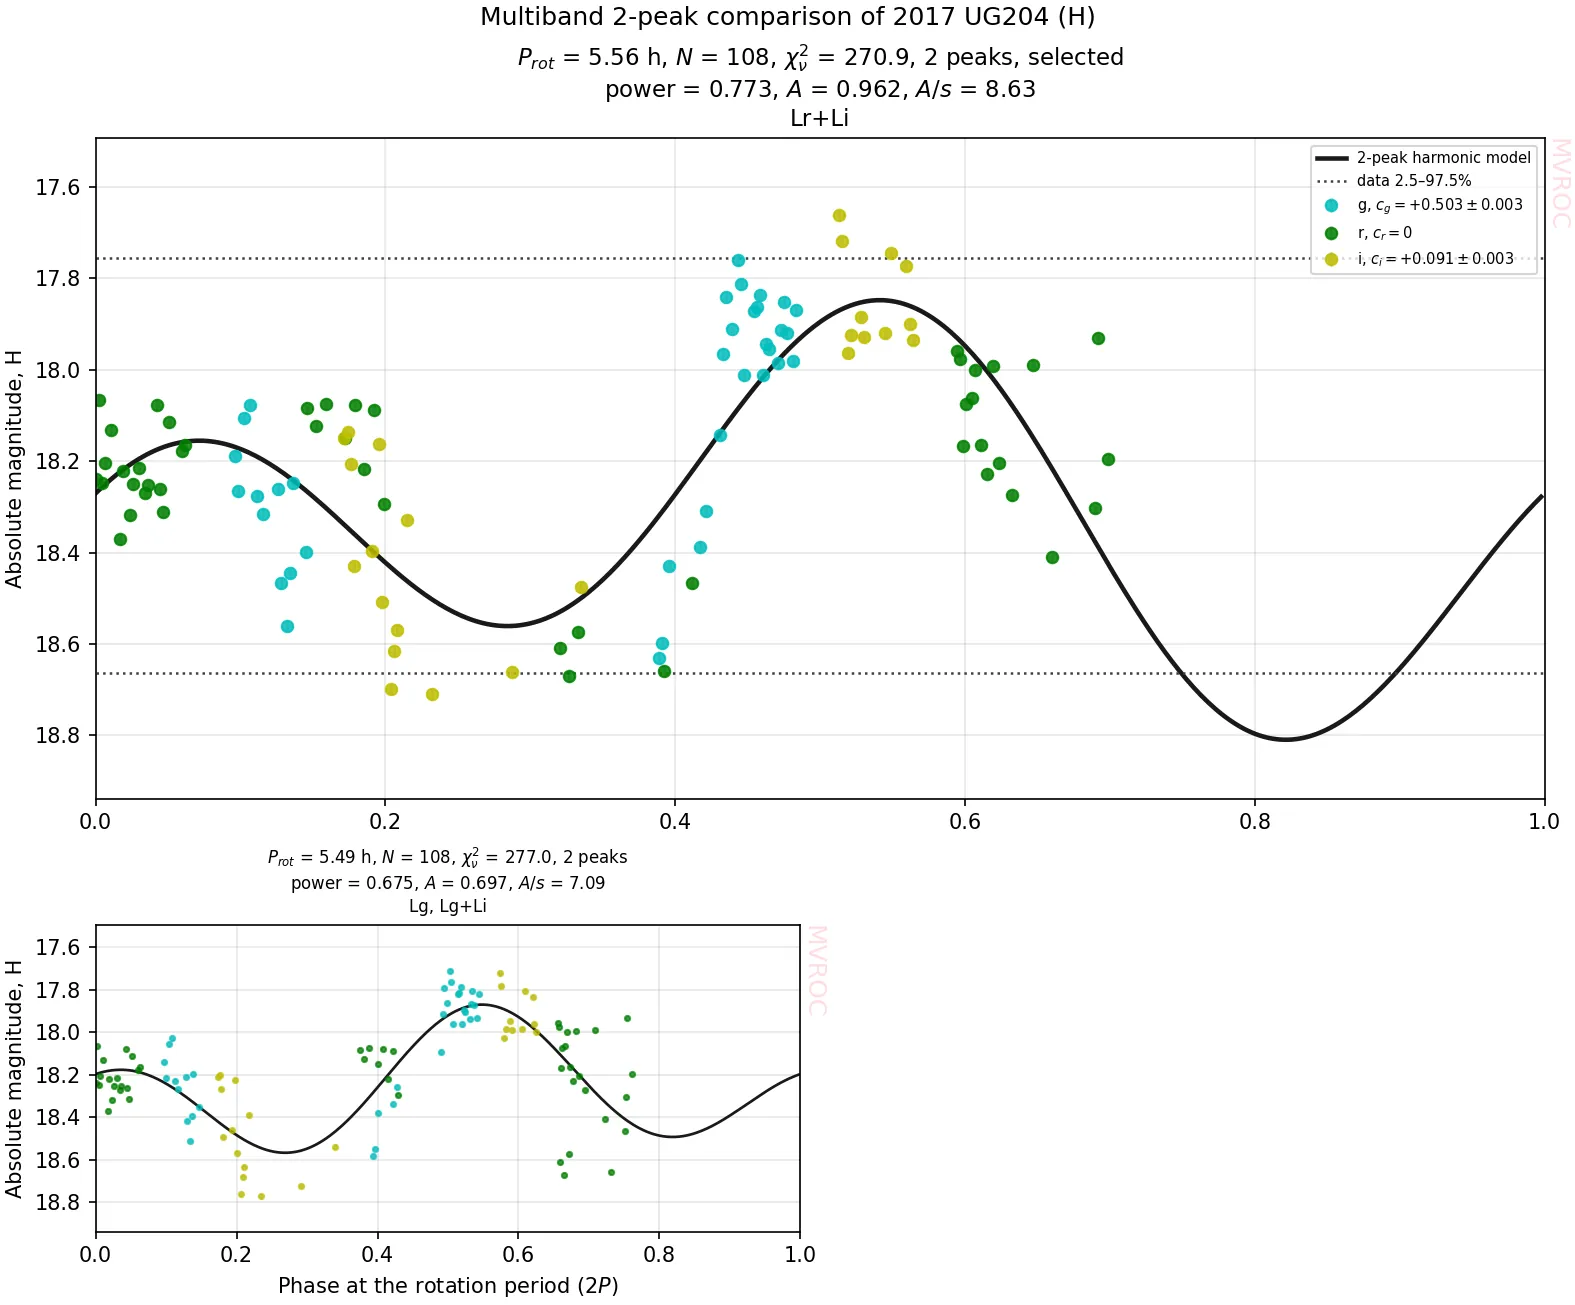 Multiband 2-peak comparison of 2017 UG204 (H)
P_rot = 5.56 h, N = 108, χ²_ν = 270.9, 2 peaks, selected
power = 0.773, A = 0.962, A/s = 8.63
Lr+Li
MVROC
2-peak harmonic model
data 2.5–97.5%
g, c_g = +0.503 ± 0.003
r, c_r = 0
i, c_i = +0.091 ± 0.003
Absolute magnitude, H
17.6
17.8
18.0
18.2
18.4
18.6
18.8
0.0 0.2 0.4 0.6 0.8 1.0
P_rot = 5.49 h, N = 108, χ²_ν = 277.0, 2 peaks
power = 0.675, A = 0.697, A/s = 7.09
Lg, Lg+Li
MVROC
Absolute magnitude, H
17.6
17.8
18.0
18.2
18.4
18.6
18.8
0.0 0.2 0.4 0.6 0.8 1.0
Phase at the rotation period (2P)